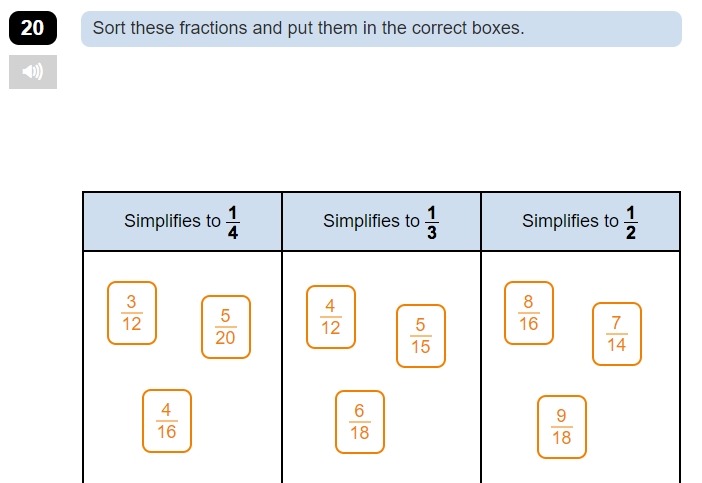 20
Sort these fractions and put them in the correct boxes.
Simplifies to 1/4
Simplifies to 1/3
Simplifies to 1/2
3/12
5/20
4/16
4/12
5/15
6/18
8/16
7/14
9/18